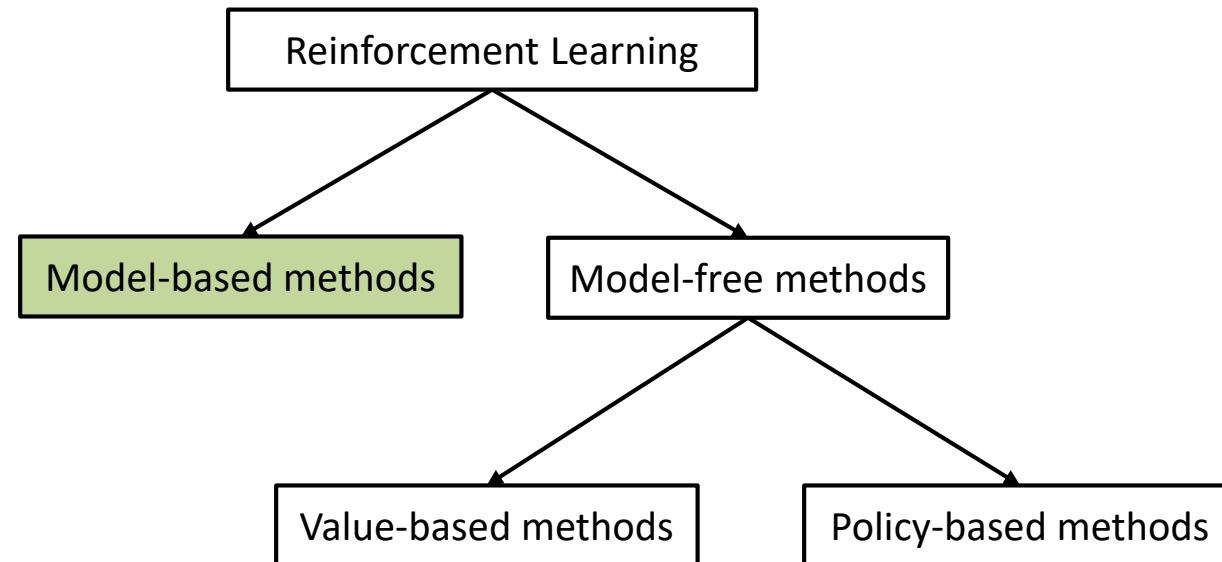 Reinforcement Learning
Model-based methods
Model-free methods
Value-based methods
Policy-based methods